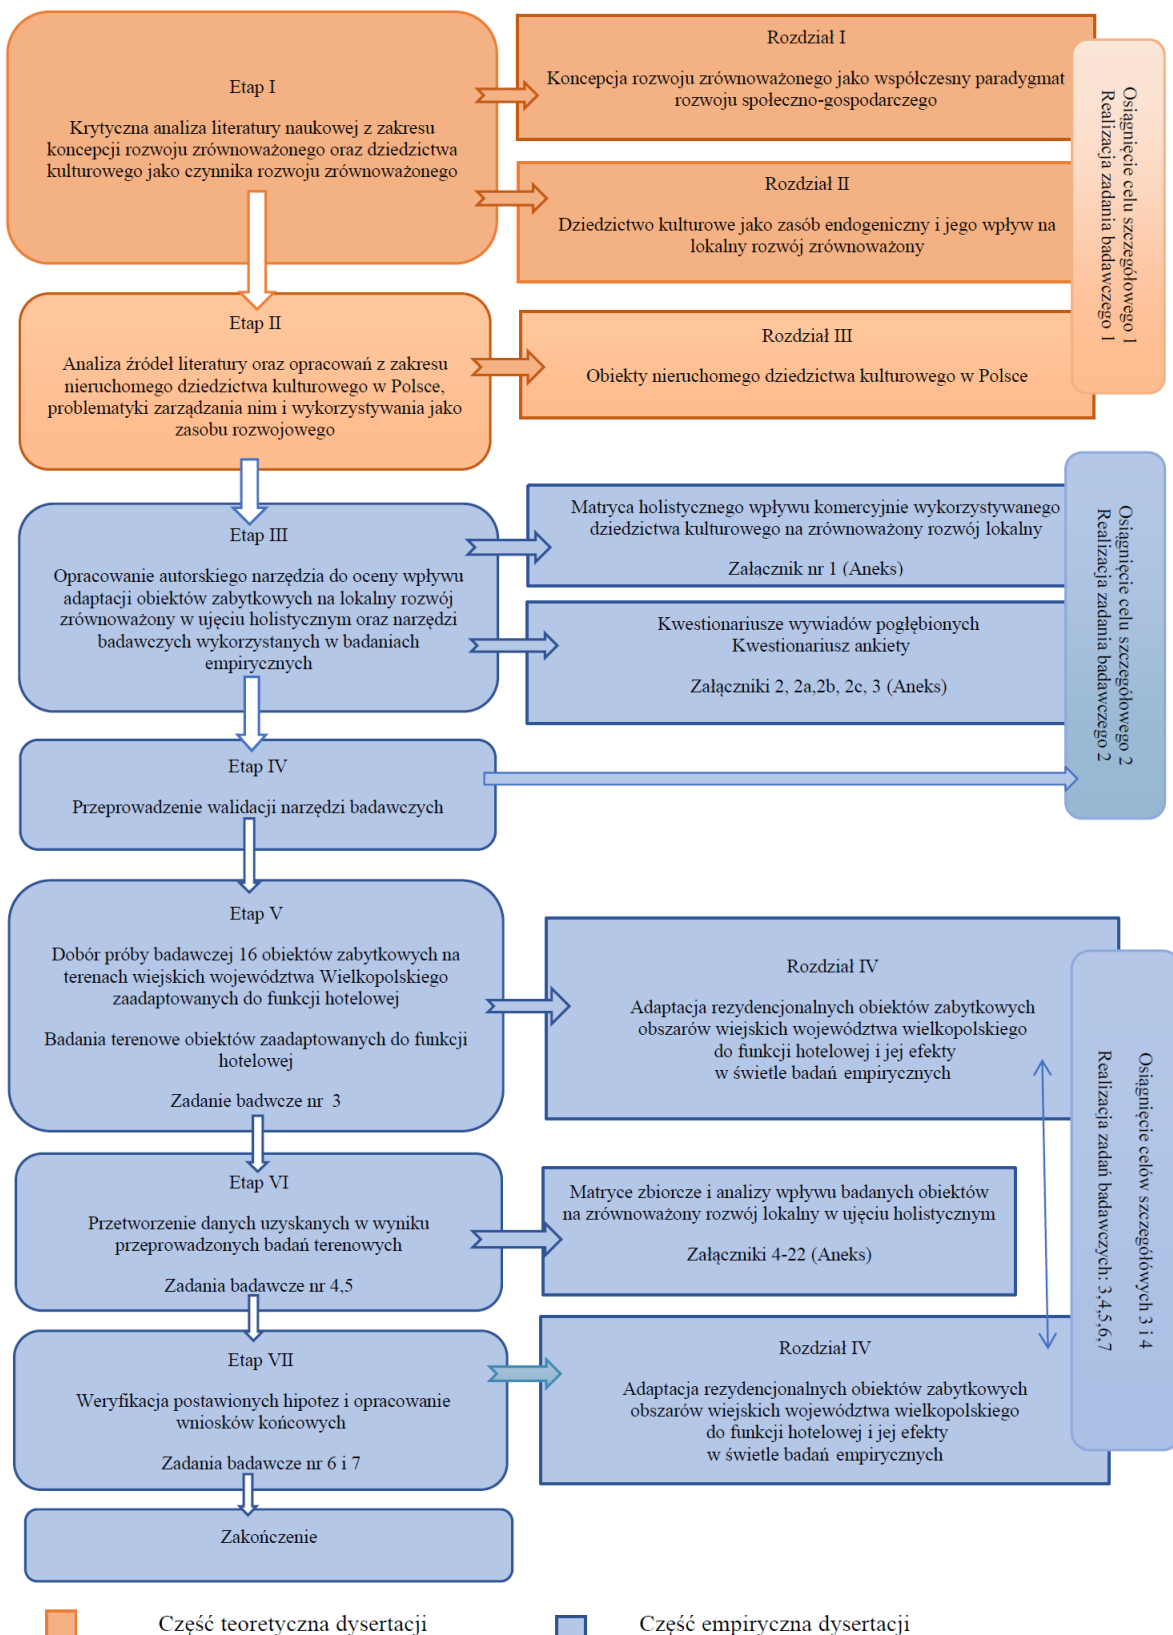 Etap I
Krytyczna analiza literatury naukowej z zakresu
koncepcji rozwoju zrównoważonego oraz dziedzictwa
kulturowego jako czynnika rozwoju zrównoważonego
Rozdział I
Koncepcja rozwoju zrównoważonego jako współczesny paradygmat
rozwoju społeczno-gospodarczego
Rozdział II
Dziedzictwo kulturowe jako zasób endogeniczny i jego wpływ na
lokalny rozwój zrównoważony
Osiągnięcie celu szczegółowego 1
Realizacja zadania badawczego 1
Etap II
Analiza źródeł literatury oraz opracowań z zakresu
nieruchomego dziedzictwa kulturowego w Polsce,
problematyki zarządzania nim i wykorzystywania jako
zasobu rozwojowego
Rozdział III
Obiekty nieruchomego dziedzictwa kulturowego w Polsce
Etap III
Opracowanie autorskiego narzędzia do oceny wpływu
adaptacji obiektów zabytkowych na lokalny rozwój
zrównoważony w ujęciu holistycznym oraz narzędzi
badawczych wykorzystanych w badaniach
empirycznych
Matryca holistycznego wpływu komercyjnie wykorzystywanego
dziedzictwa kulturowego na zrównoważony rozwój lokalny
Załącznik nr 1 (Aneks)
Kwestionariusze wywiadów pogłębionych
Kwestionariusz ankiety
Załączniki 2, 2a,2b, 2c, 3 (Aneks)
Osiągnięcie celu szczegółowego 2
Realizacja zadania badawczego 2
Etap IV
Przeprowadzenie walidacji narzędzi badawczych
Etap V
Dobór próby badawczej 16 obiektów zabytkowych na
terenach wiejskich województwa Wielkopolskiego
zaadaptowanych do funkcji hotelowej
Badania terenowe obiektów zaadaptowanych do funkcji
hotelowej
Zadanie badwcze nr 3
Rozdział IV
Adaptacja rezydencjonalnych obiektów zabytkowych
obszarów wiejskich województwa wielkopolskiego
do funkcji hotelowej i jej efekty
w świetle badań empirycznych
Osiągnięcie celów szczegółówych 3 i 4
Realizacja zadań badawczych: 3,4,5,6,7
Etap VI
Przetworzenie danych uzyskanych w wyniku
przeprowadzonych badań terenowych
Zadania badawcze nr 4,5
Matryce zbiorcze i analizy wpływu badanych obiektów
na zrównoważony rozwój lokalny w ujęciu holistycznym
Załączniki 4-22 (Aneks)
Etap VII
Weryfikacja postawionych hipotez i opracowanie
wniosków końcowych
Zadania badawcze nr 6 i 7
Rozdział IV
Adaptacja rezydencjonalnych obiektów zabytkowych
obszarów wiejskich województwa wielkopolskiego
do funkcji hotelowej i jej efekty
w świetle badań empirycznych
Zakończenie
Część teoretyczna dysertacji
Część empiryczna dysertacji